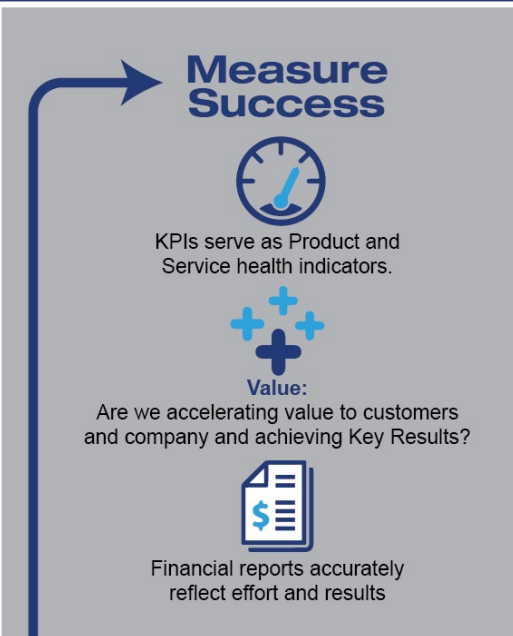 Measure
Success
KPIs serve as Product and
Service health indicators.
Value:
Are we accelerating value to customers
and company and achieving Key Results?
$
Financial reports accurately
reflect effort and results